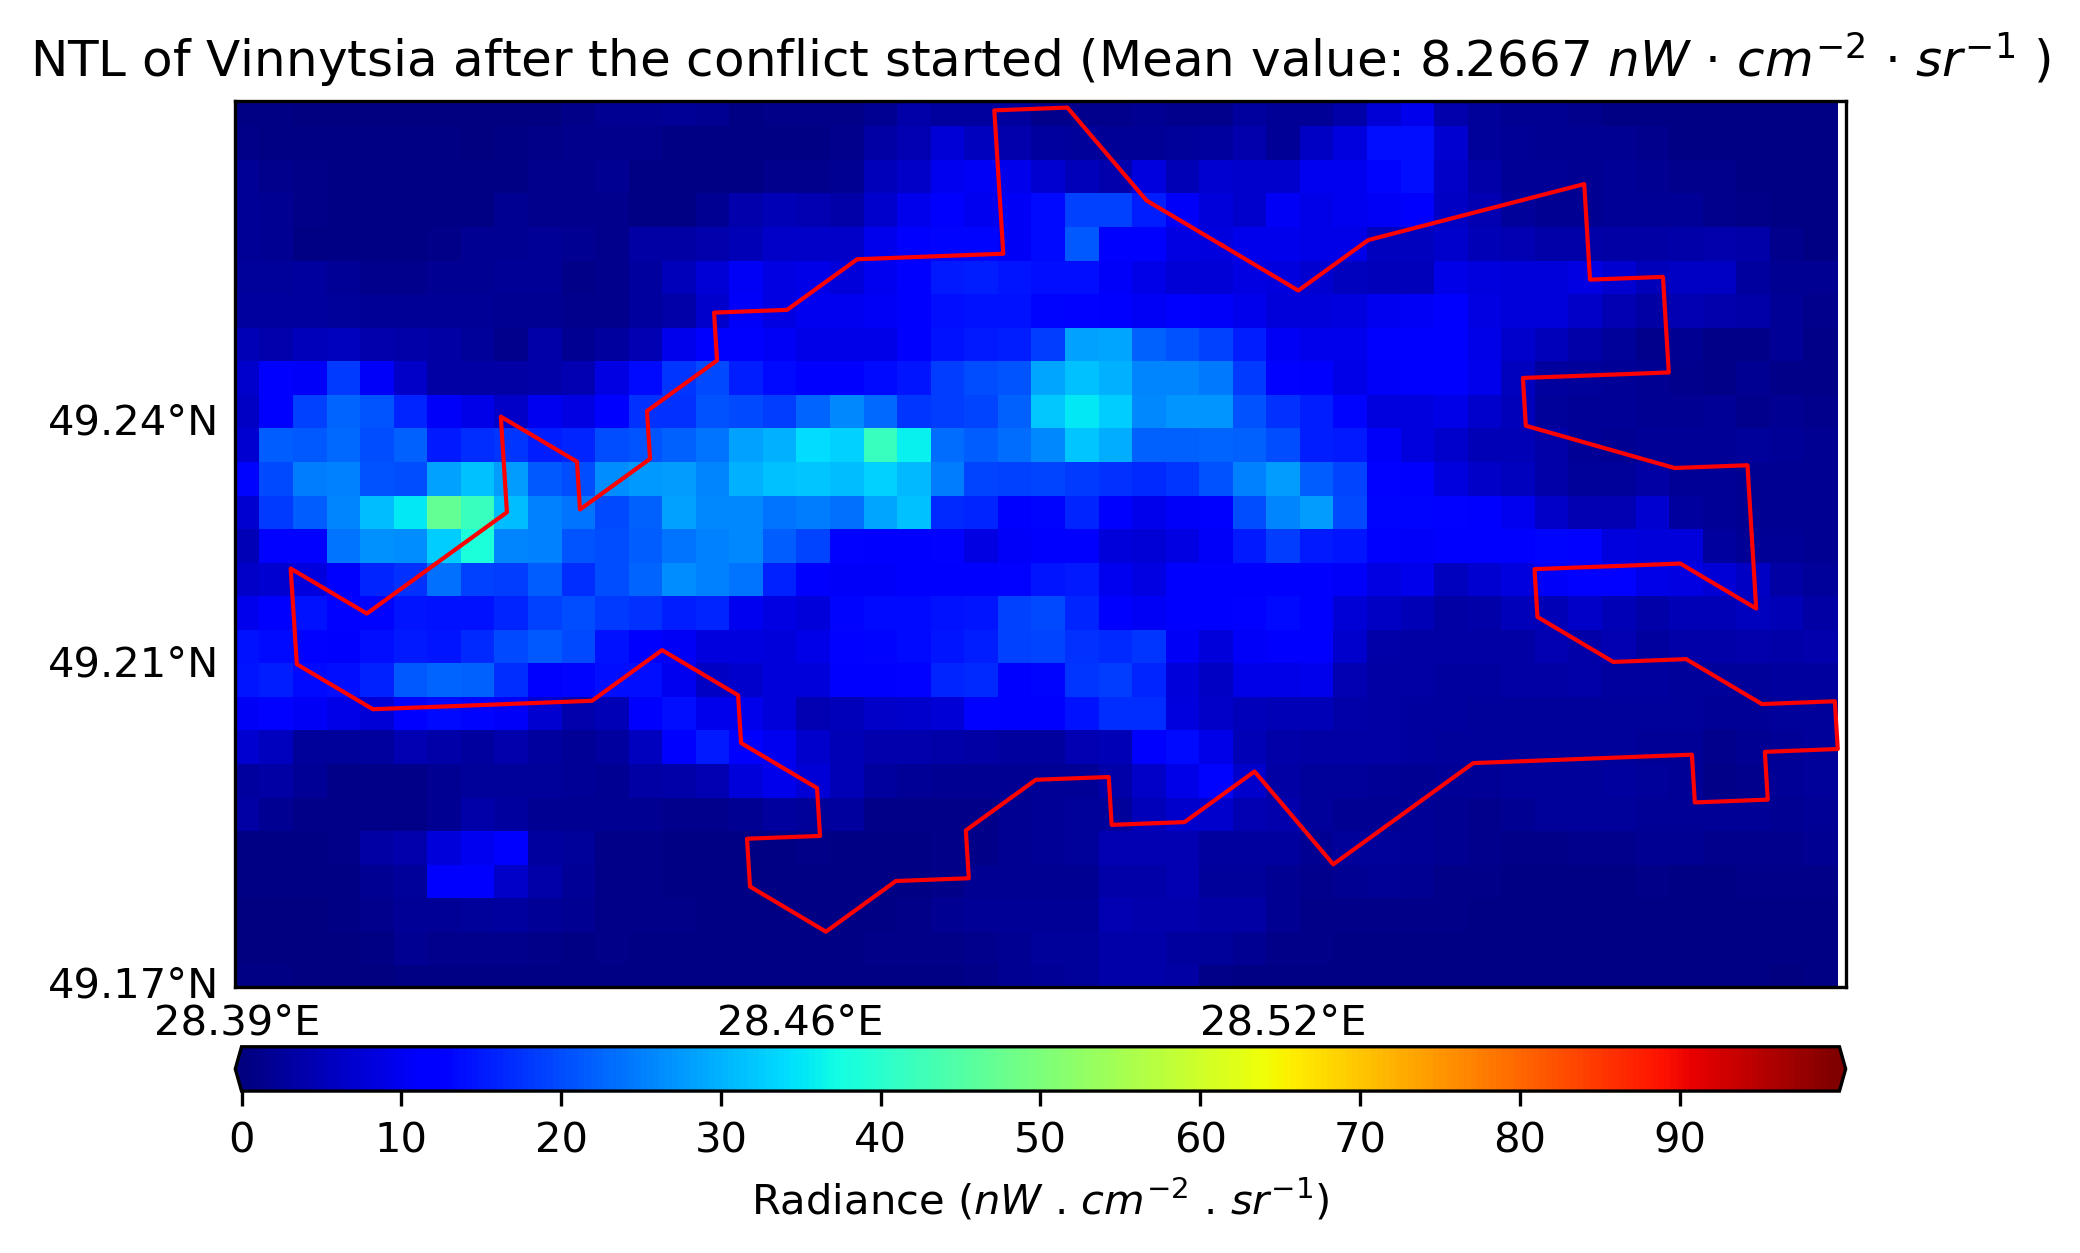 NTL of Vinnytsia after the conflict started (Mean value: 8.2667 nW · cm⁻² · sr⁻¹ )
49.24°N
49.21°N
49.17°N
28.39°E 28.46°E 28.52°E
0 10 20 30 40 50 60 70 80 90
Radiance (nW . cm⁻² . sr⁻¹)